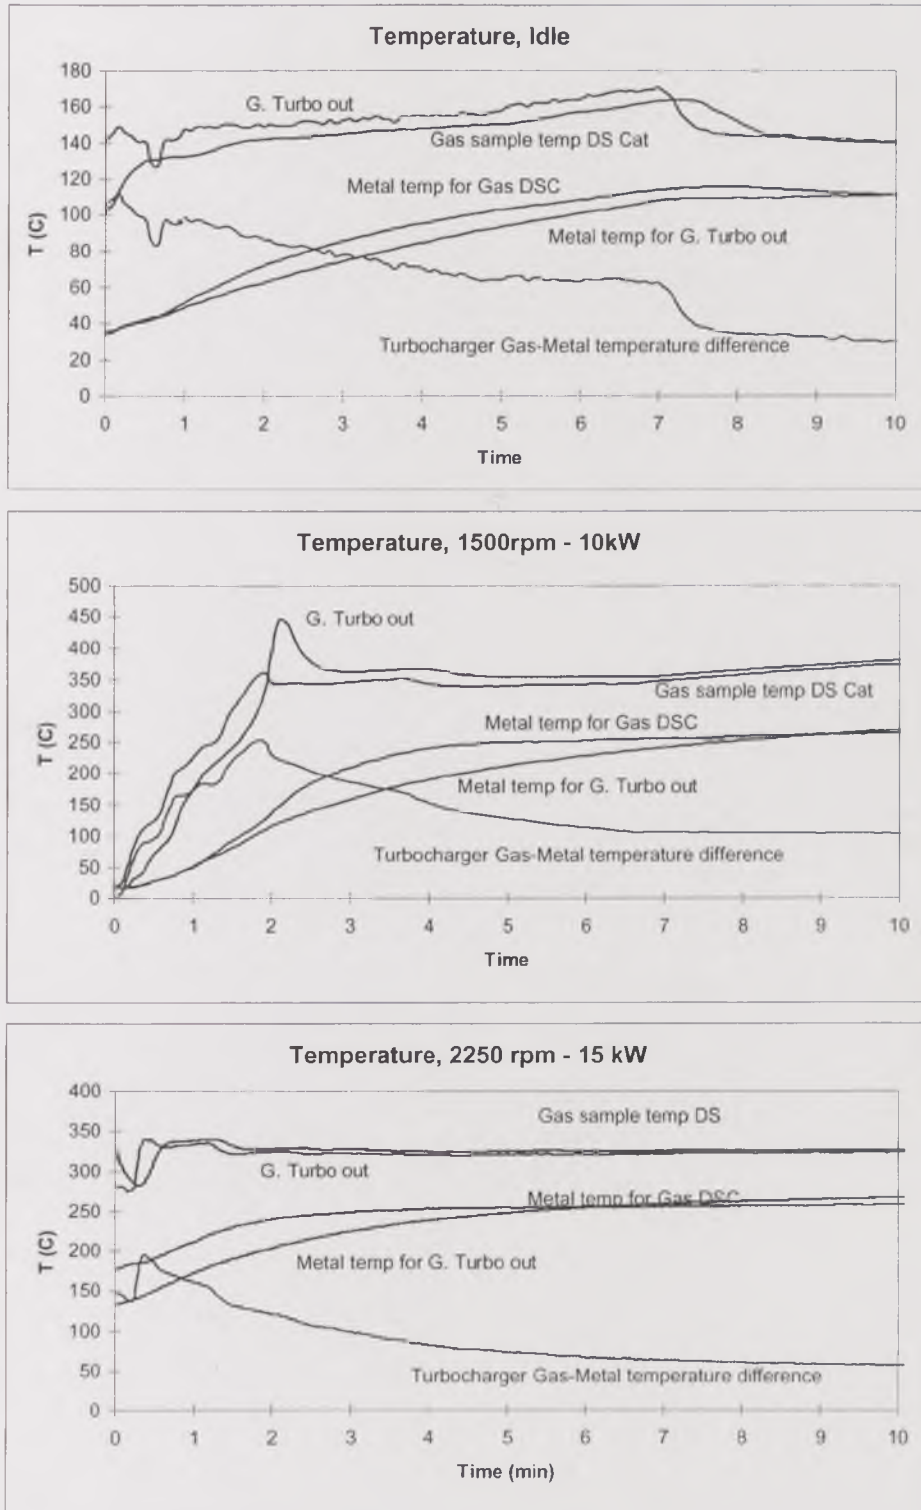 Temperature, Idle
180
160
140
120
100
80
60
40
20
0
T (C)
G. Turbo out
Gas sample temp DS Cat
Metal temp for Gas DSC
Metal temp for G. Turbo out
Turbocharger Gas-Metal temperature difference
0 1 2 3 4 5 6 7 8 9 10
Time
Temperature, 1500rpm - 10kW
500
450
400
350
300
250
200
150
100
50
0
T (C)
G. Turbo out
Gas sample temp DS Cat
Metal temp for Gas DSC
Metal temp for G. Turbo out
Turbocharger Gas-Metal temperature difference
0 1 2 3 4 5 6 7 8 9 10
Time
Temperature, 2250 rpm - 15 kW
400
350
300
250
200
150
100
50
0
T (C)
Gas sample temp DS
G. Turbo out
Metal temp for Gas DSC
Metal temp for G. Turbo out
Turbocharger Gas-Metal temperature difference
0 1 2 3 4 5 6 7 8 9 10
Time (min)